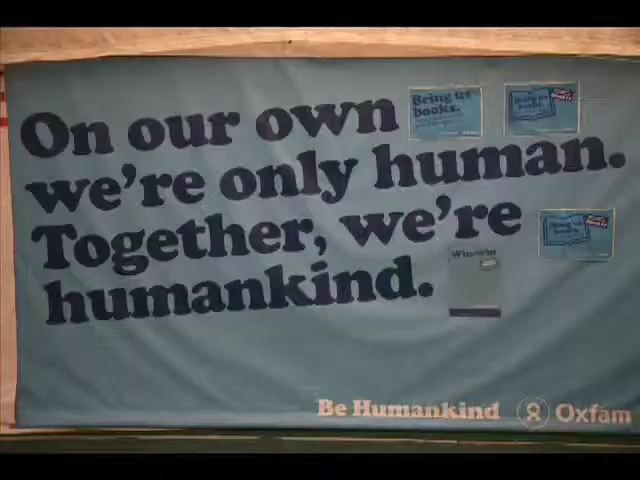 On our own
we're only human.
Together, we're
humankind.
Bring us
books.
Be Humankind Oxfam